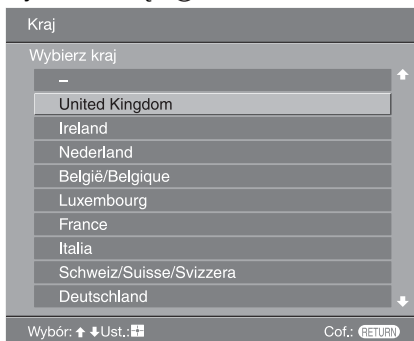 Kraj
Wybierz kraj
–
United Kingdom
Ireland
Nederland
België/Belgique
Luxembourg
France
Italia
Schweiz/Suisse/Svizzera
Deutschland
Wybór: ↑ ↓ Ust.: Cof.: RETURN